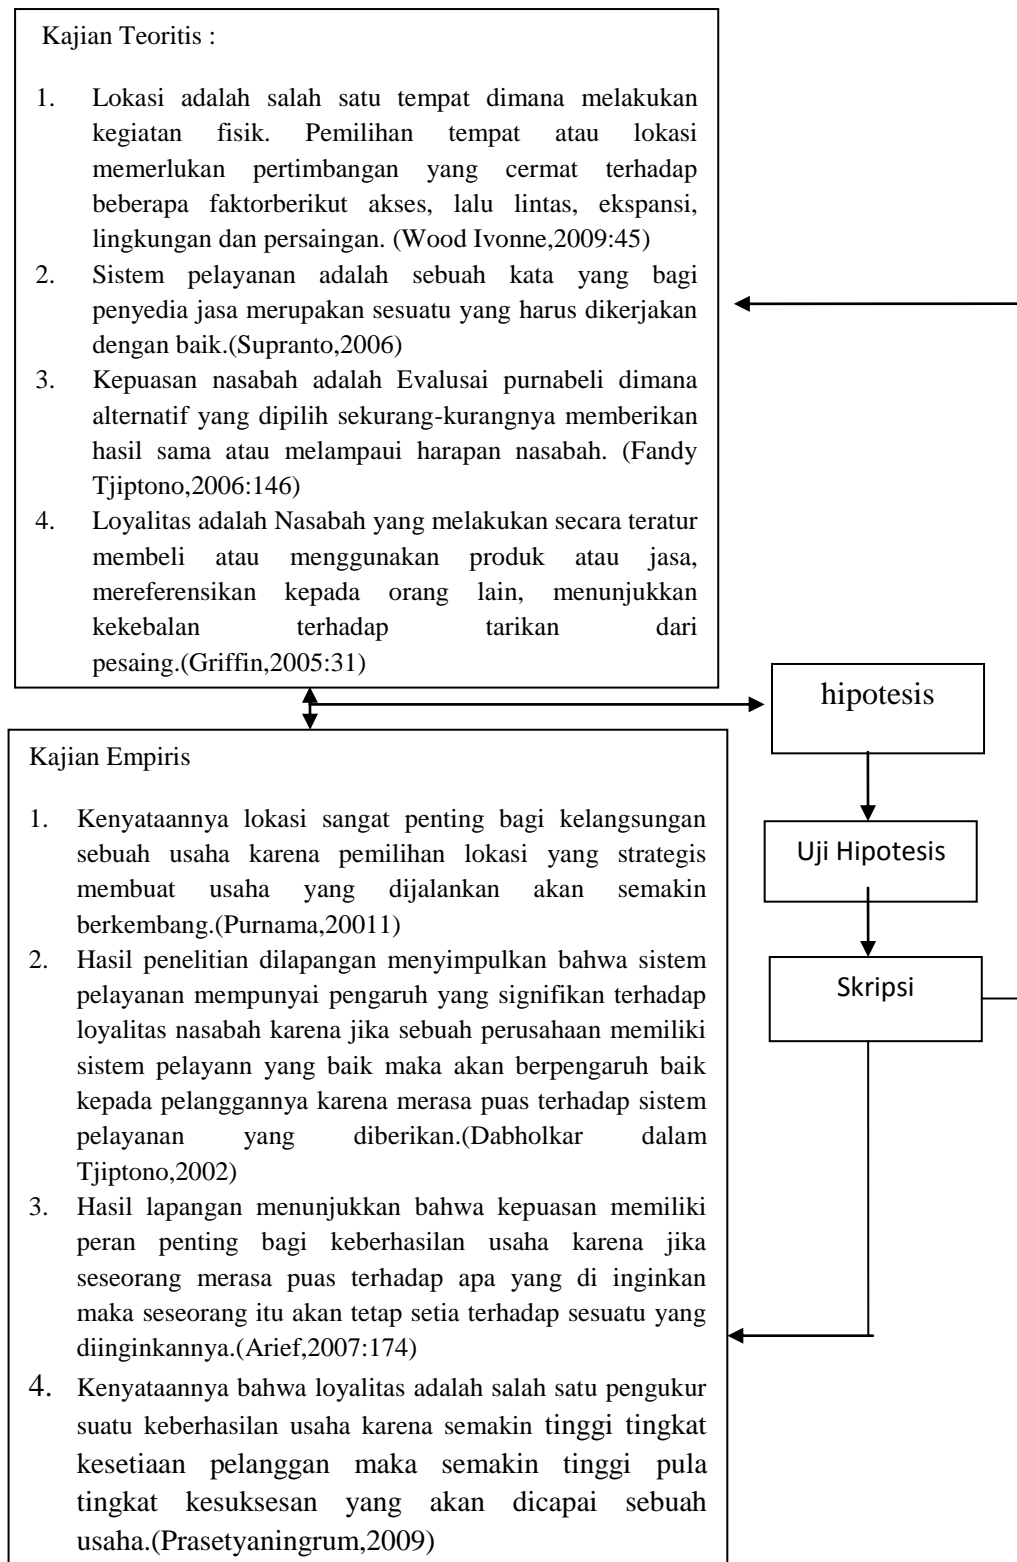 Kajian Teoritis :
1. Lokasi adalah salah satu tempat dimana melakukan
kegiatan fisik. Pemilihan tempat atau lokasi
memerlukan pertimbangan yang cermat terhadap
beberapa faktorberikut akses, lalu lintas, ekspansi,
lingkungan dan persaingan. (Wood Ivonne,2009:45)
2. Sistem pelayanan adalah sebuah kata yang bagi
penyedia jasa merupakan sesuatu yang harus dikerjakan
dengan baik.(Supranto,2006)
3. Kepuasan nasabah adalah Evalusai purnabeli dimana
alternatif yang dipilih sekurang-kurangnya memberikan
hasil sama atau melampaui harapan nasabah. (Fandy
Tjiptono,2006:146)
4. Loyalitas adalah Nasabah yang melakukan secara teratur
membeli atau menggunakan produk atau jasa,
mereferensikan kepada orang lain, menunjukkan
kekebalan terhadap tarikan dari
pesaing.(Griffin,2005:31)
hipotesis
Uji Hipotesis
Skripsi
Kajian Empiris
1. Kenyataannya lokasi sangat penting bagi kelangsungan
sebuah usaha karena pemilihan lokasi yang strategis
membuat usaha yang dijalankan akan semakin
berkembang.(Purnama,20011)
2. Hasil penelitian dilapangan menyimpulkan bahwa sistem
pelayanan mempunyai pengaruh yang signifikan terhadap
loyalitas nasabah karena jika sebuah perusahaan memiliki
sistem pelayann yang baik maka akan berpengaruh baik
kepada pelanggannya karena merasa puas terhadap sistem
pelayanan yang diberikan.(Dabholkar dalam
Tjiptono,2002)
3. Hasil lapangan menunjukkan bahwa kepuasan memiliki
peran penting bagi keberhasilan usaha karena jika
seseorang merasa puas terhadap apa yang di inginkan
maka seseorang itu akan tetap setia terhadap sesuatu yang
diinginkannya.(Arief,2007:174)
4. Kenyataannya bahwa loyalitas adalah salah satu pengukur
suatu keberhasilan usaha karena semakin tinggi tingkat
kesetiaan pelanggan maka semakin tinggi pula
tingkat kesuksesan yang akan dicapai sebuah
usaha.(Prasetyaningrum,2009)